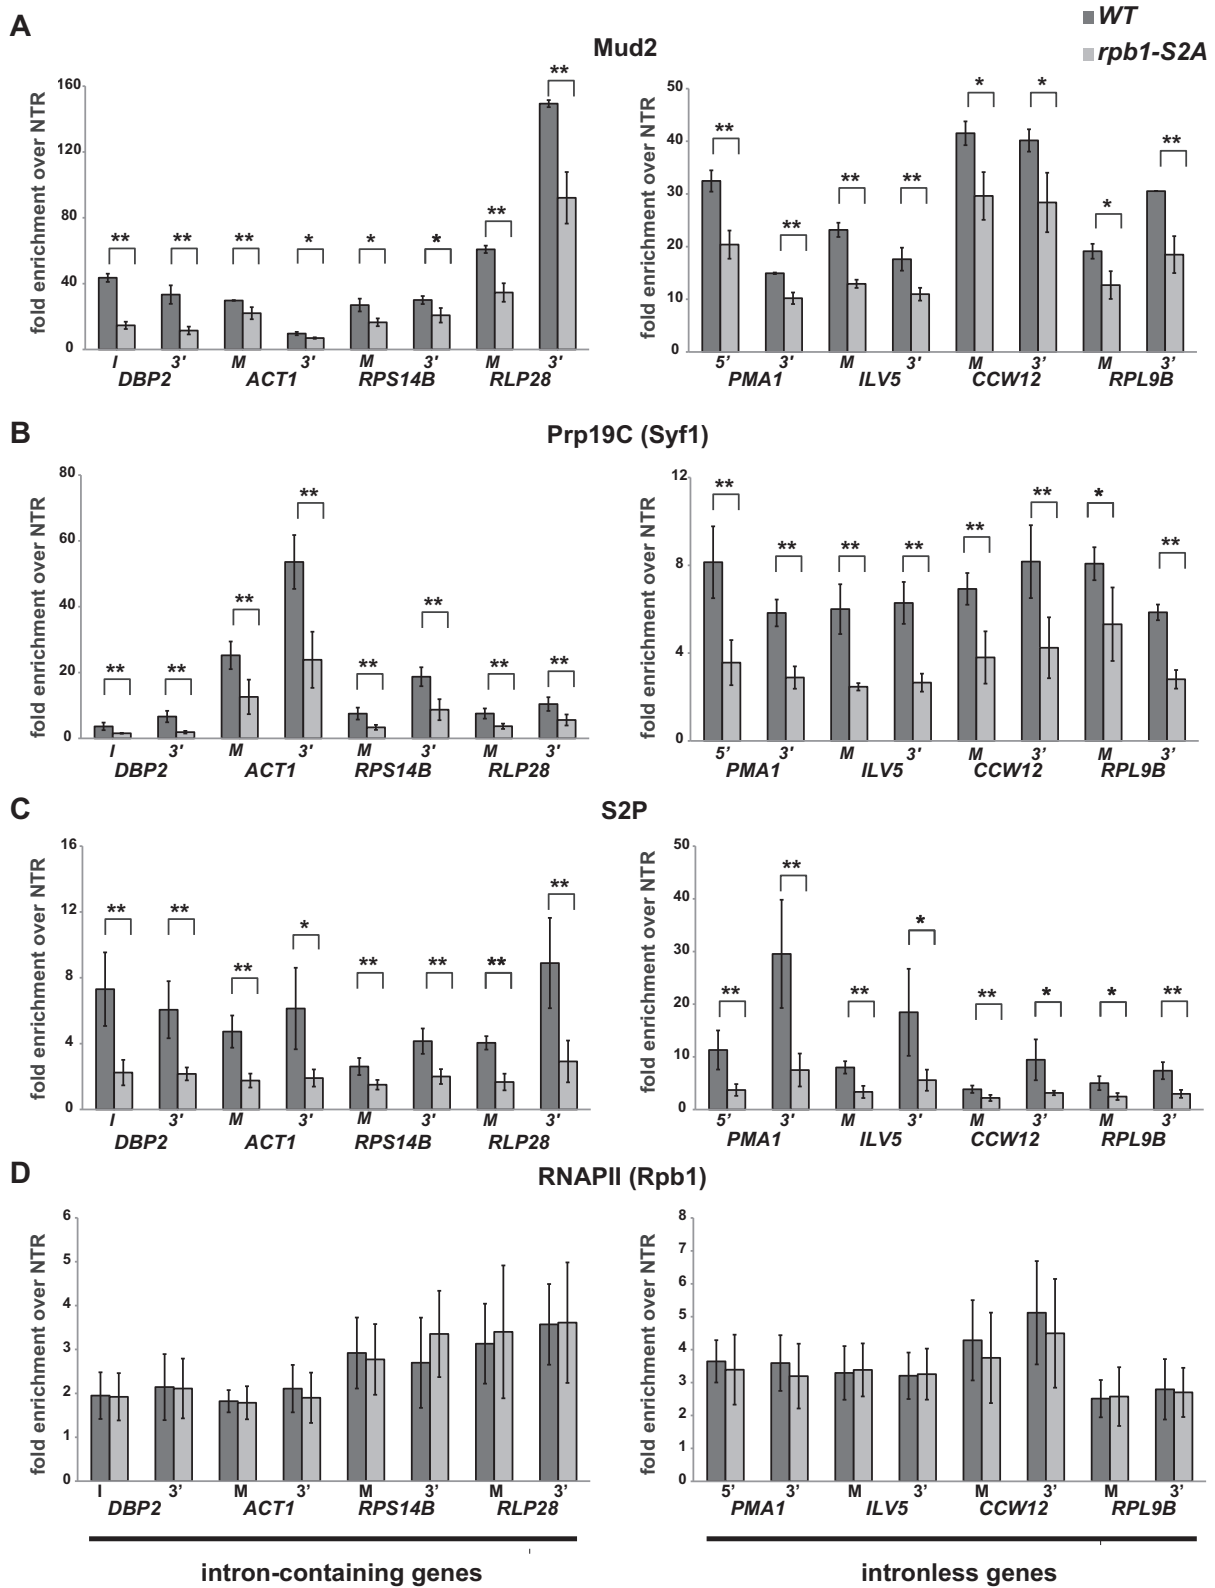 WT
rpb1-S2A
A
Mud2
fold enrichment over NTR
160
120
80
40
0
** ** ** * * * ** **
I 3' M 3' M 3' M 3'
DBP2 ACT1 RPS14B RLP28
fold enrichment over NTR
50
40
30
20
10
0
** ** ** ** * * * **
5’ 3’ M 3’ M 3’ M 3’
PMA1 ILV5 CCW12 RPL9B
B
Prp19C (Syf1)
fold enrichment over NTR
80
60
40
20
0
** ** ** ** ** ** ** **
I 3' M 3' M 3' M 3'
DBP2 ACT1 RPS14B RLP28
fold enrichment over NTR
12
8
4
0
** ** ** ** ** ** * **
5’ 3’ M 3’ M 3’ M 3’
PMA1 ILV5 CCW12 RPL9B
C
S2P
fold enrichment over NTR
16
12
8
4
0
** ** ** * ** ** ** **
I 3’ M 3’ M 3’ M 3’
DBP2 ACT1 RPS14B RLP28
fold enrichment over NTR
50
40
30
20
10
0
** ** ** * ** * * **
5’ 3’ M 3’ M 3’ M 3’
PMA1 ILV5 CCW12 RPL9B
D
RNAPII (Rpb1)
fold enrichment over NTR
6
5
4
3
2
1
0
I 3’ M 3’ M 3’ M 3’
DBP2 ACT1 RPS14B RLP28
intron-containing genes
fold enrichment over NTR
8
7
6
5
4
3
2
1
0
5’ 3’ M 3’ M 3’ M 3’
PMA1 ILV5 CCW12 RPL9B
intronless genes